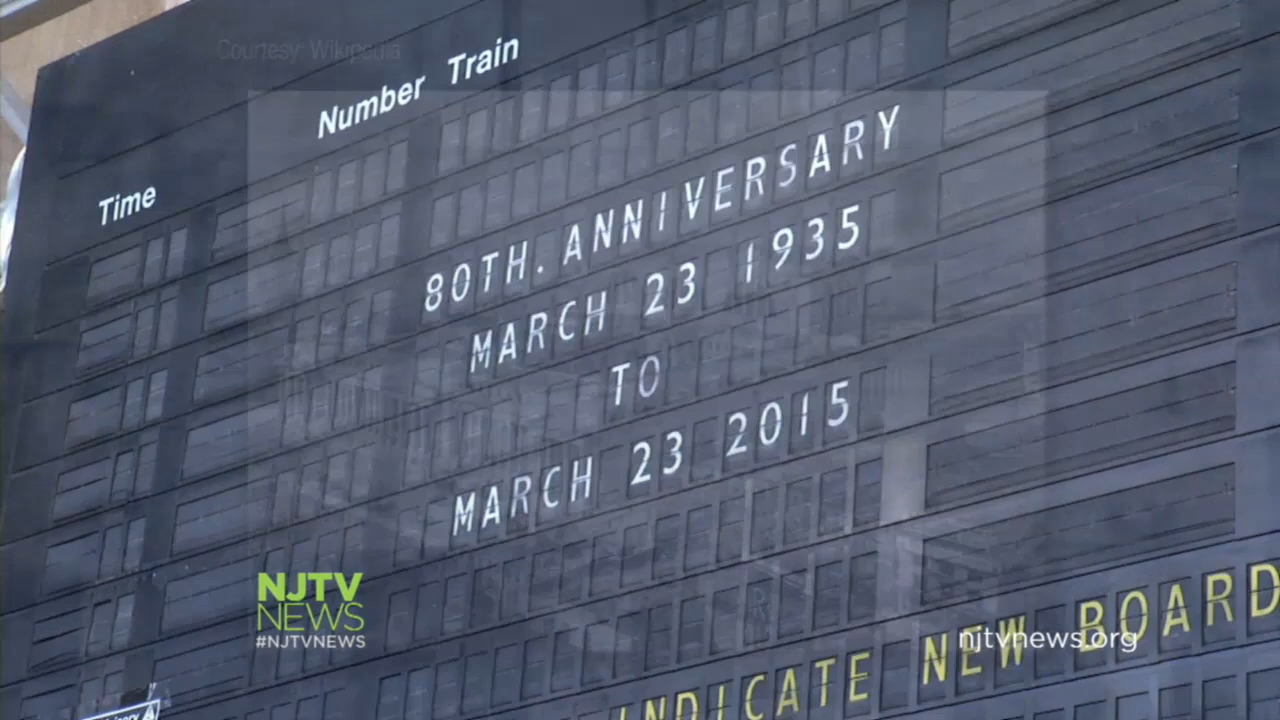 Courtesy: Wikipedia
Number Train
Time
80TH. ANNIVERSARY
MARCH 23 1935
TO
MARCH 23 2015
NJTV
NEWS
#NJTVNEWS
njtvnews.org
INDICATE NEW BOARD